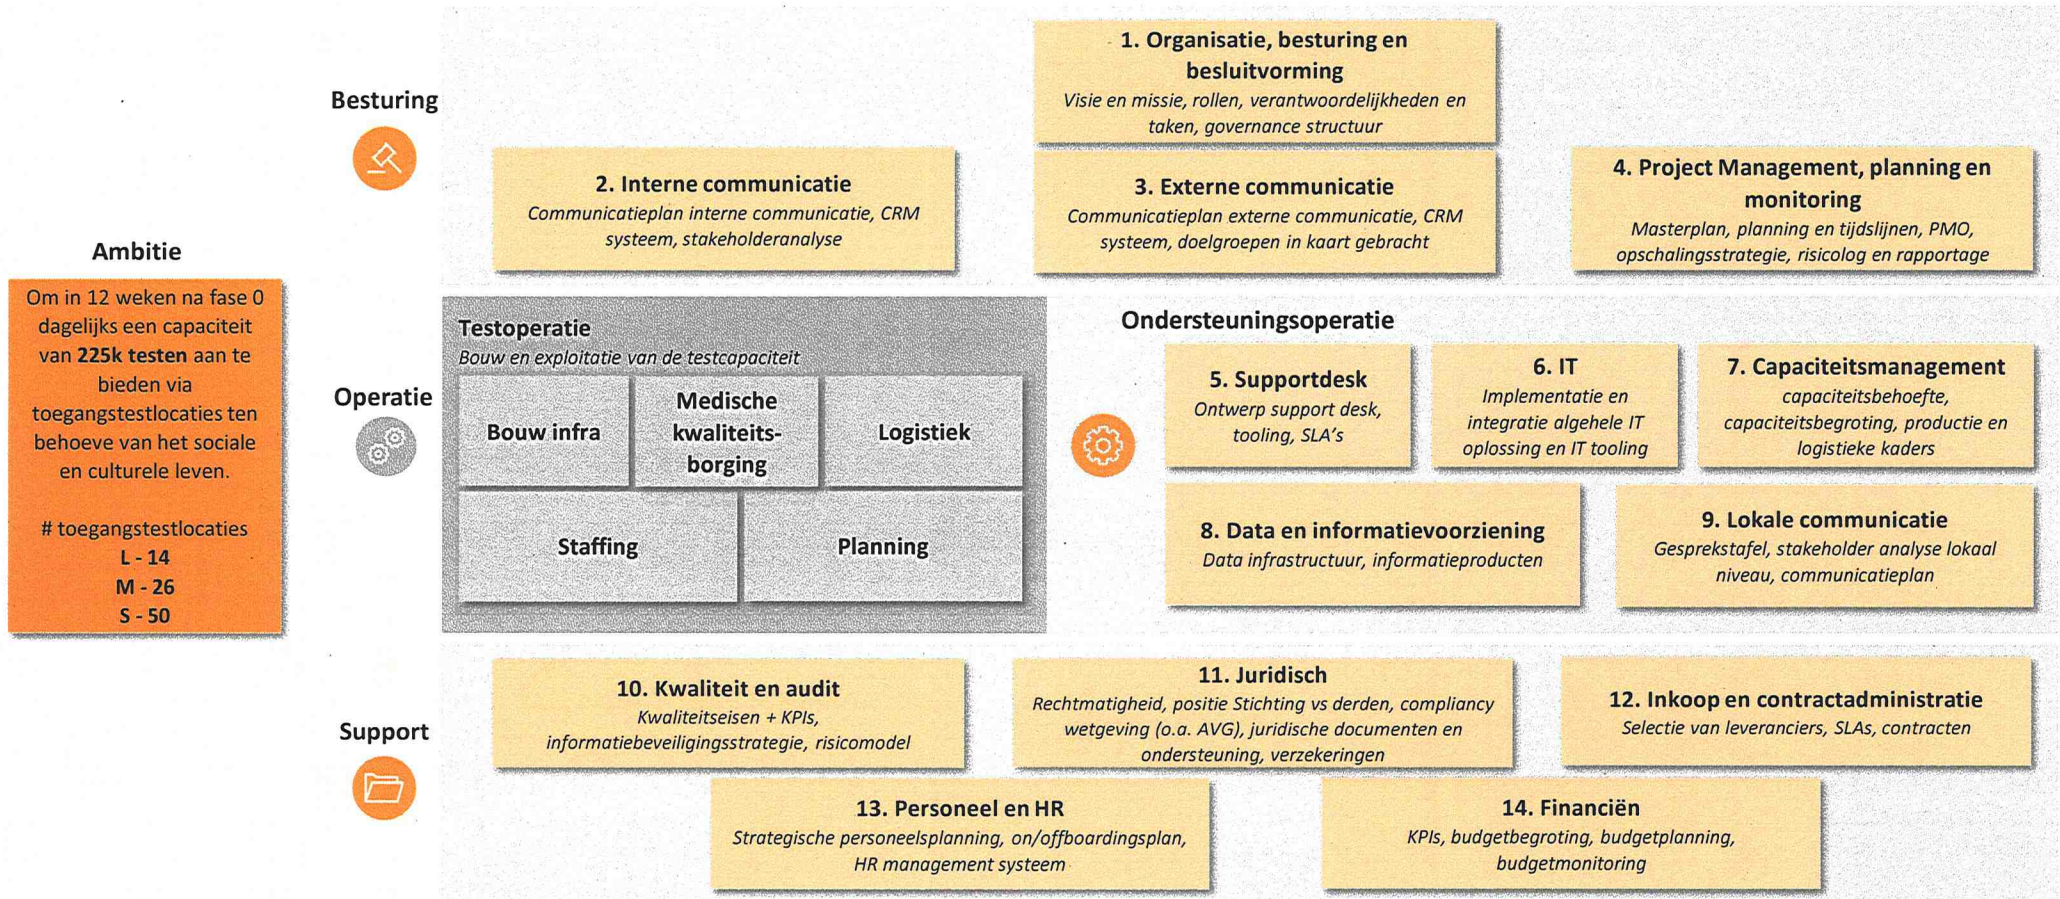 Ambitie
Om in 12 weken na fase 0
dagelijks een capaciteit
van 225k testen aan te
bieden via
toegangstestlocaties ten
behoeve van het sociale
en culturele leven.
# toegangstestlocaties
L - 14
M - 26
S - 50
Besturing
1. Organisatie, besturing en
besluitvorming
Visie en missie, rollen, verantwoordelijkheden en
taken, governance structuur
2. Interne communicatie
Communicatieplan interne communicatie, CRM
systeem, stakeholderanalyse
3. Externe communicatie
Communicatieplan externe communicatie, CRM
systeem, doelgroepen in kaart gebracht
4. Project Management, planning en
monitoring
Masterplan, planning en tijdslijnen, PMO,
opschalingsstrategie, risicolog en rapportage
Operatie
Testoperatie
Bouw en exploitatie van de testcapaciteit
Bouw infra
Medische
kwaliteits-
borging
Logistiek
Staffing
Planning
Ondersteuningsoperatie
5. Supportdesk
Ontwerp support desk,
tooling, SLA's
6. IT
Implementatie en
integratie algehele IT
oplossing en IT tooling
7. Capaciteitsmanagement
capaciteitsbehoefte,
capaciteitsbegroting, productie en
logistieke kaders
8. Data en informatievoorziening
Data infrastructuur, informatieproducten
9. Lokale communicatie
Gesprekstafel, stakeholder analyse lokaal
niveau, communicatieplan
Support
10. Kwaliteit en audit
Kwaliteitseisen + KPIs,
informatiebeveiligingsstrategie, risicomodel
11. Juridisch
Rechtmatigheid, positie Stichting vs derden, compliancy
wetgeving (o.a. AVG), juridische documenten en
ondersteuning, verzekeringen
12. Inkoop en contractadministratie
Selectie van leveranciers, SLAs, contracten
13. Personeel en HR
Strategische personeelsplanning, on/offboardingsplan,
HR management systeem
14. Financiën
KPIs, budgetbegroting, budgetplanning,
budgetmonitoring